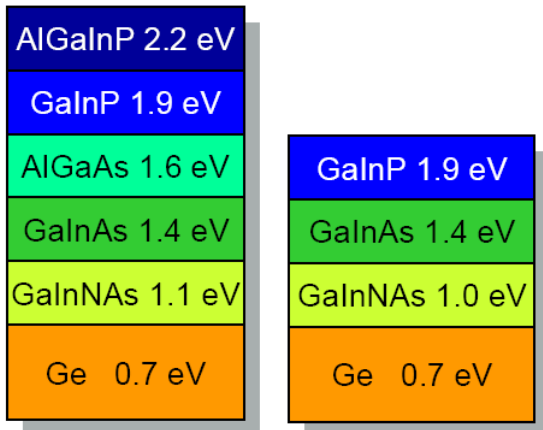 AlGaInP 2.2 eV
GaInP 1.9 eV
AlGaAs 1.6 eV
GaInAs 1.4 eV
GaInNAs 1.1 eV
Ge 0.7 eV
GaInP 1.9 eV
GaInAs 1.4 eV
GaInNAs 1.0 eV
Ge 0.7 eV